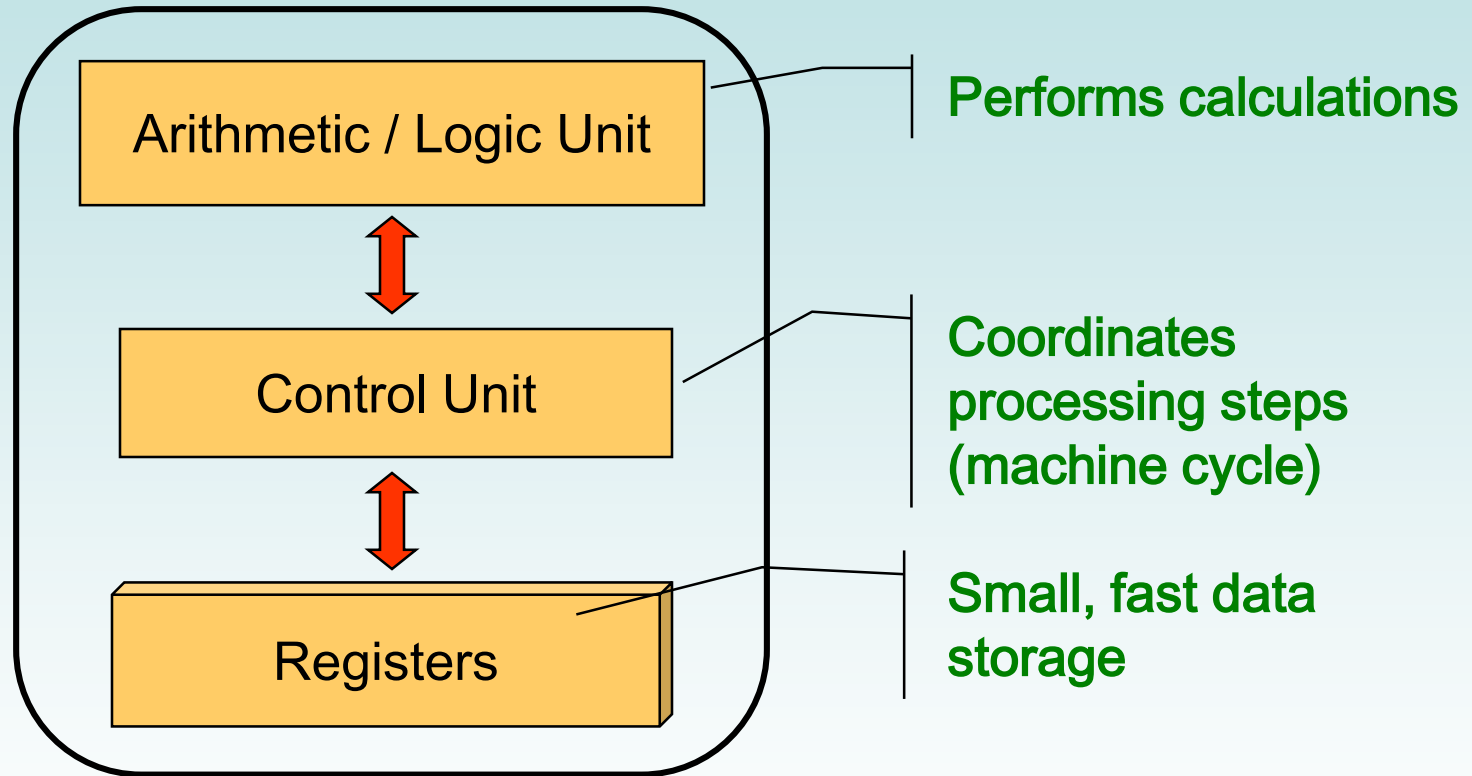 Arithmetic / Logic Unit
Performs calculations
Control Unit
Coordinates
processing steps
(machine cycle)
Registers
Small, fast data
storage